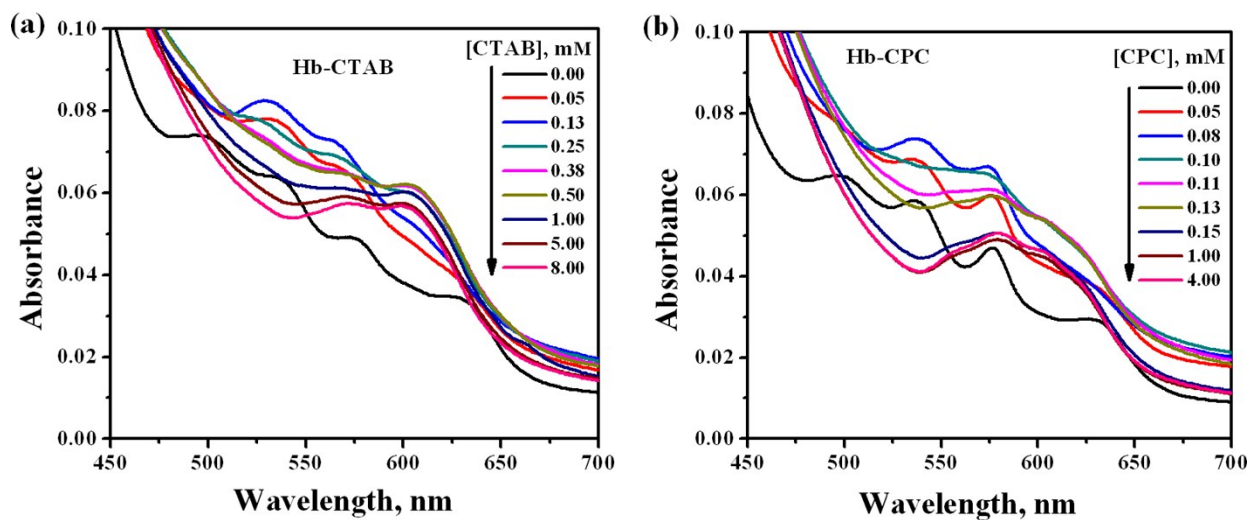 (a)
Hb-CTAB
[CTAB], mM
0.00
0.05
0.13
0.25
0.38
0.50
1.00
5.00
8.00
0.10
0.08
0.06
0.04
0.02
0.00
Absorbance
450 500 550 600 650 700
Wavelength, nm
(b)
Hb-CPC
[CPC], mM
0.00
0.05
0.08
0.10
0.11
0.13
0.15
1.00
4.00
0.10
0.08
0.06
0.04
0.02
0.00
Absorbance
450 500 550 600 650 700
Wavelength, nm